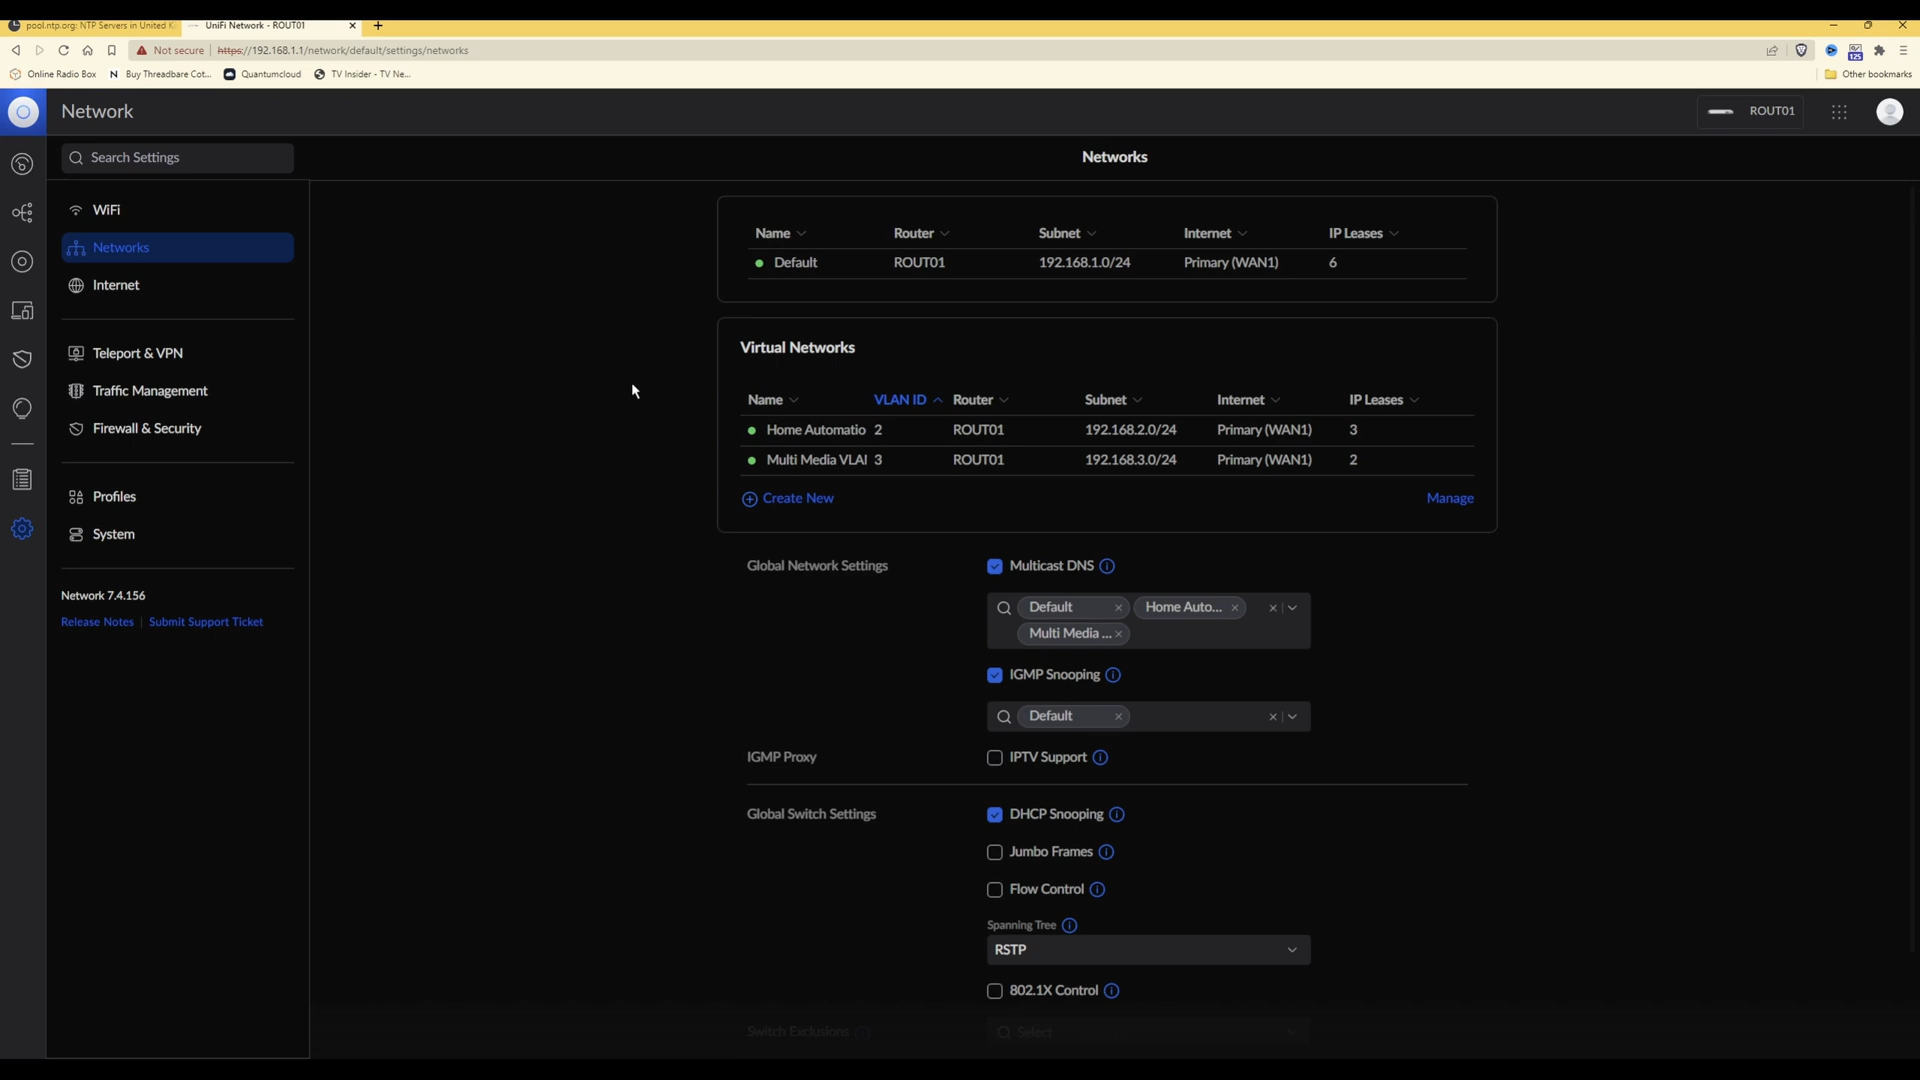 pool.ntp.org: NTP Servers in United K
UniFi Network - ROUT01
Not secure https://192.168.1.1/network/default/settings/networks
125
Online Radio Box
N Buy Threadbare Cot...
Quantumcloud
TV Insider - TV Ne...
Other bookmarks
Network
ROUT01
Search Settings
Networks
WiFi
Networks
Internet
Teleport & VPN
Traffic Management
Firewall & Security
Profiles
System
Network 7.4.156
Release Notes | Submit Support Ticket
Name Router Subnet Internet IP Leases
Default ROUT01 192.168.1.0/24 Primary (WAN1) 6
Virtual Networks
Name VLAN ID Router Subnet Internet IP Leases
Home Automatio 2 ROUT01 192.168.2.0/24 Primary (WAN1) 3
Multi Media VLAI 3 ROUT01 192.168.3.0/24 Primary (WAN1) 2
Create New
Manage
Global Network Settings
Multicast DNS
Default
Home Auto...
Multi Media ...
IGMP Snooping
Default
IGMP Proxy
IPTV Support
Global Switch Settings
DHCP Snooping
Jumbo Frames
Flow Control
Spanning Tree
RSTP
802.1X Control
Switch Exclusions
Select